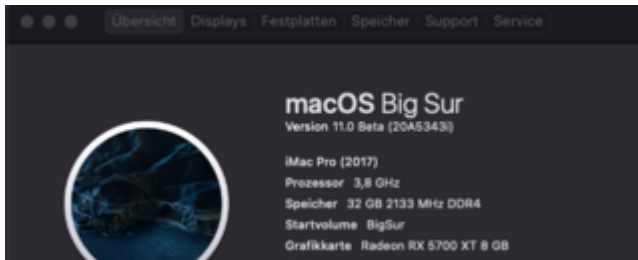 Übersicht Displays Festplatten Speicher Support Service
macOS Big Sur
Version 11.0 Beta (20A5343i)
iMac Pro (2017)
Prozessor 3,8 GHz
Speicher 32 GB 2133 MHz DDR4
Startvolume BigSur
Grafikkarte Radeon RX 5700 XT 8 GB